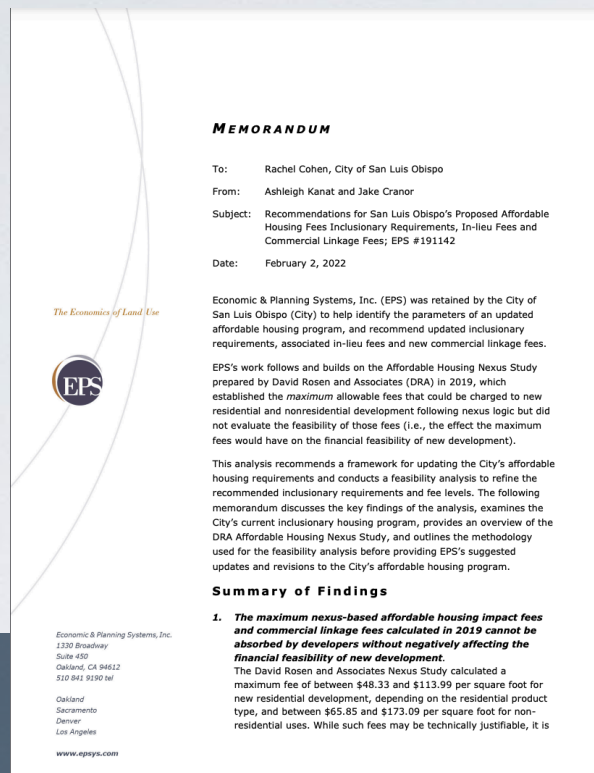 MEMORANDUM
To: Rachel Cohen, City of San Luis Obispo
From: Ashleigh Kanat and Jake Cranor
Subject: Recommendations for San Luis Obispo's Proposed Affordable
Housing Fees Inclusionary Requirements, In-lieu Fees and
Commercial Linkage Fees; EPS #191142
Date: February 2, 2022
The Economics of Land Use
EPS
Economic & Planning Systems, Inc. (EPS) was retained by the City of
San Luis Obispo (City) to help identify the parameters of an updated
affordable housing program, and recommend updated inclusionary
requirements, associated in-lieu fees and new commercial linkage fees.
EPS's work follows and builds on the Affordable Housing Nexus Study
prepared by David Rosen and Associates (DRA) in 2019, which
established the maximum allowable fees that could be charged to new
residential and nonresidential development following nexus logic but did
not evaluate the feasibility of those fees (i.e., the effect the maximum
fees would have on the financial feasibility of new development).
This analysis recommends a framework for updating the City's affordable
housing requirements and conducts a feasibility analysis to refine the
recommended inclusionary requirements and fee levels. The following
memorandum discusses the key findings of the analysis, examines the
City's current inclusionary housing program, provides an overview of the
DRA Affordable Housing Nexus Study, and outlines the methodology
used for the feasibility analysis before providing EPS's suggested
updates and revisions to the City's affordable housing program.
Summary of Findings
1. The maximum nexus-based affordable housing impact fees
and commercial linkage fees calculated in 2019 cannot be
absorbed by developers without negatively affecting the
financial feasibility of new development.
The David Rosen and Associates Nexus Study calculated a
maximum fee of between $48.33 and $113.99 per square foot for
new residential development, depending on the residential product
type, and between $65.85 and $173.09 per square foot for non-
residential uses. While such fees may be technically justifiable, it is
Economic & Planning Systems, Inc.
1330 Broadway
Suite 450
Oakland, CA 94612
510 841 9190 tel
Oakland
Sacramento
Denver
Los Angeles
www.epsys.com